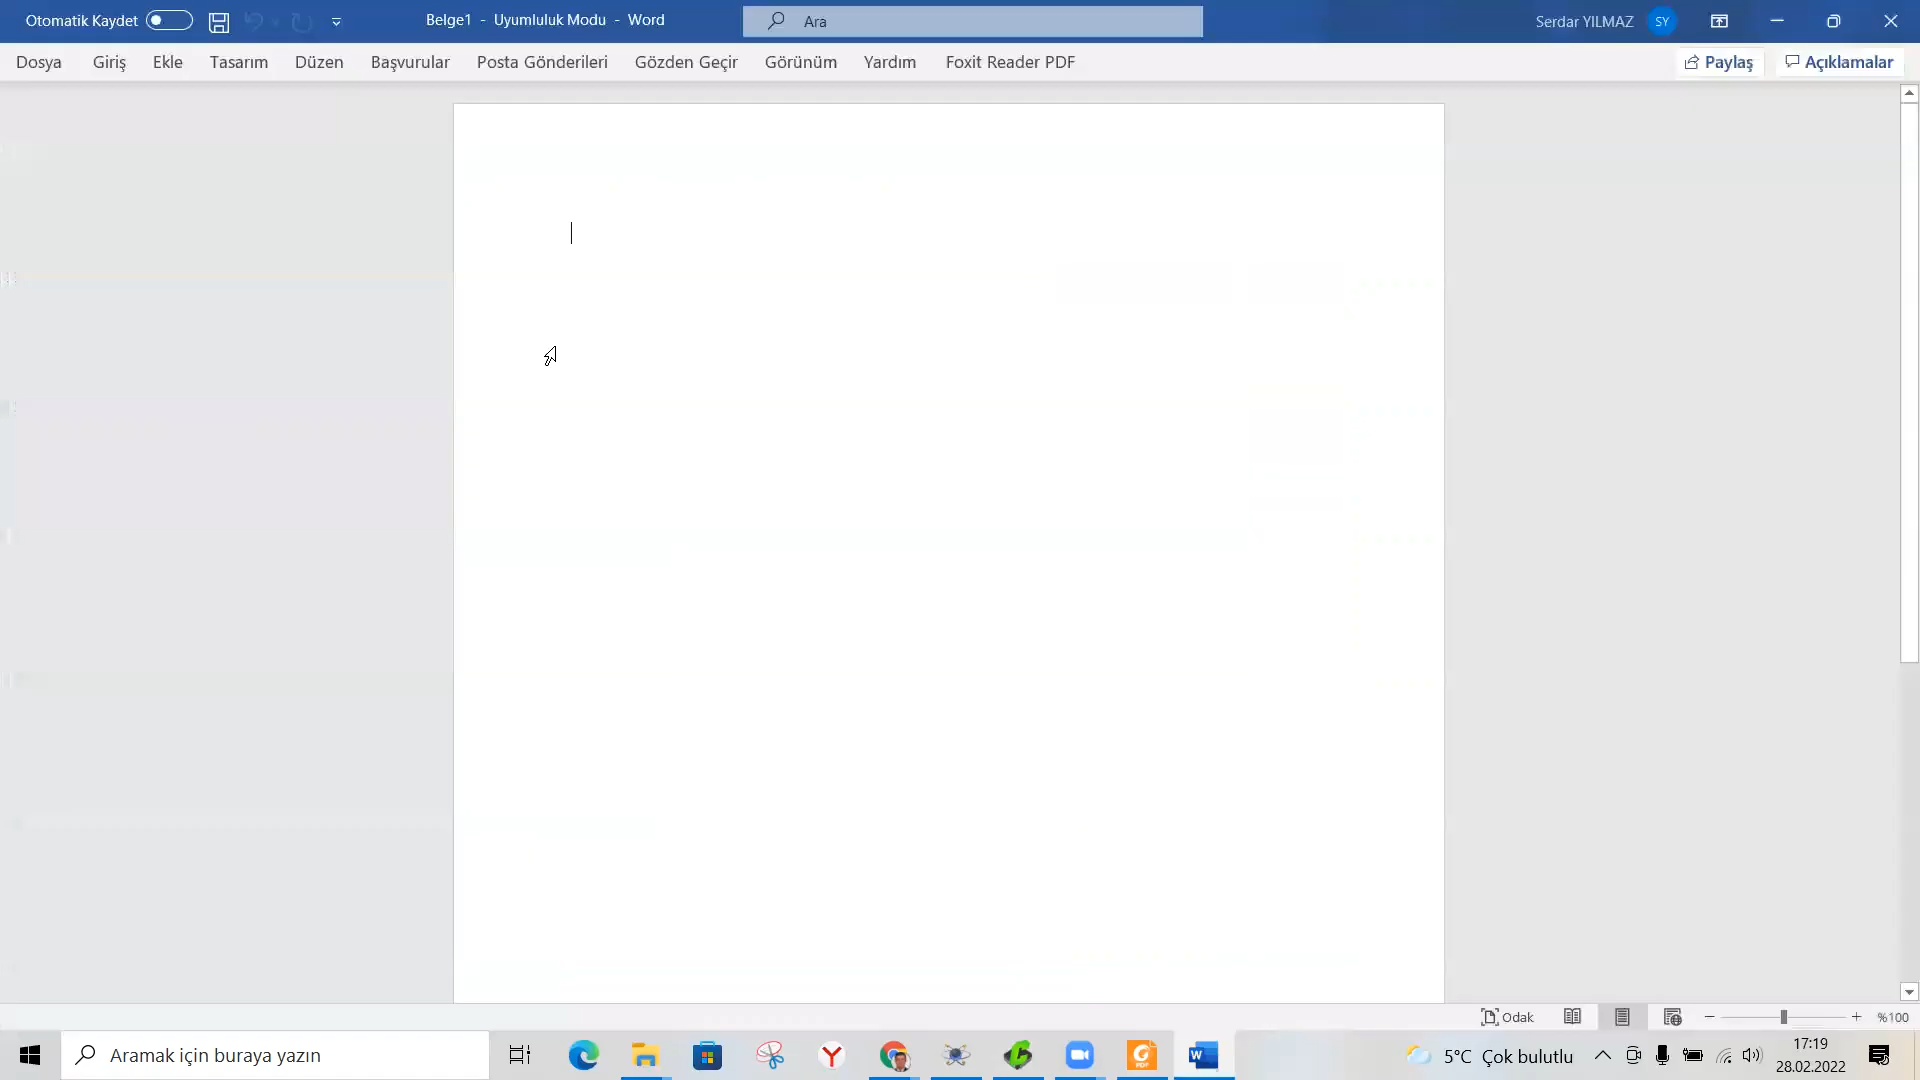 Otomatik Kaydet
Belge1 - Uyumluluk Modu - Word
Ara
Serdar YILMAZ SY
Dosya Giriş Ekle Tasarım Düzen Başvurular Posta Gönderileri Gözden Geçir Görünüm Yardım Foxit Reader PDF
Paylaş Açıklamalar
Odak
%100
Aramak için buraya yazın
5°C Çok bulutlu
17:19
28.02.2022